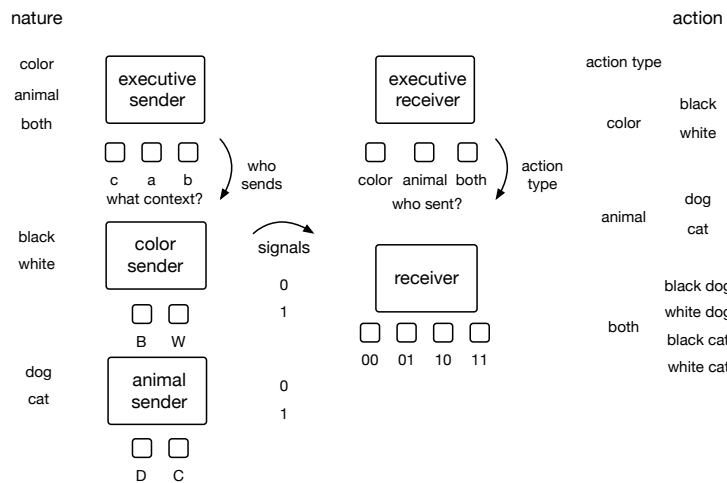 nature
action
color
animal
both
executive
sender
c a b
what context?
who
sends
executive
receiver
color animal both
who sent?
action
type
action type
color
black
white
animal
dog
cat
both
black dog
white dog
black cat
white cat
black
white
color
sender
B W
signals
0
1
receiver
00 01 10 11
dog
cat
animal
sender
D C
0
1